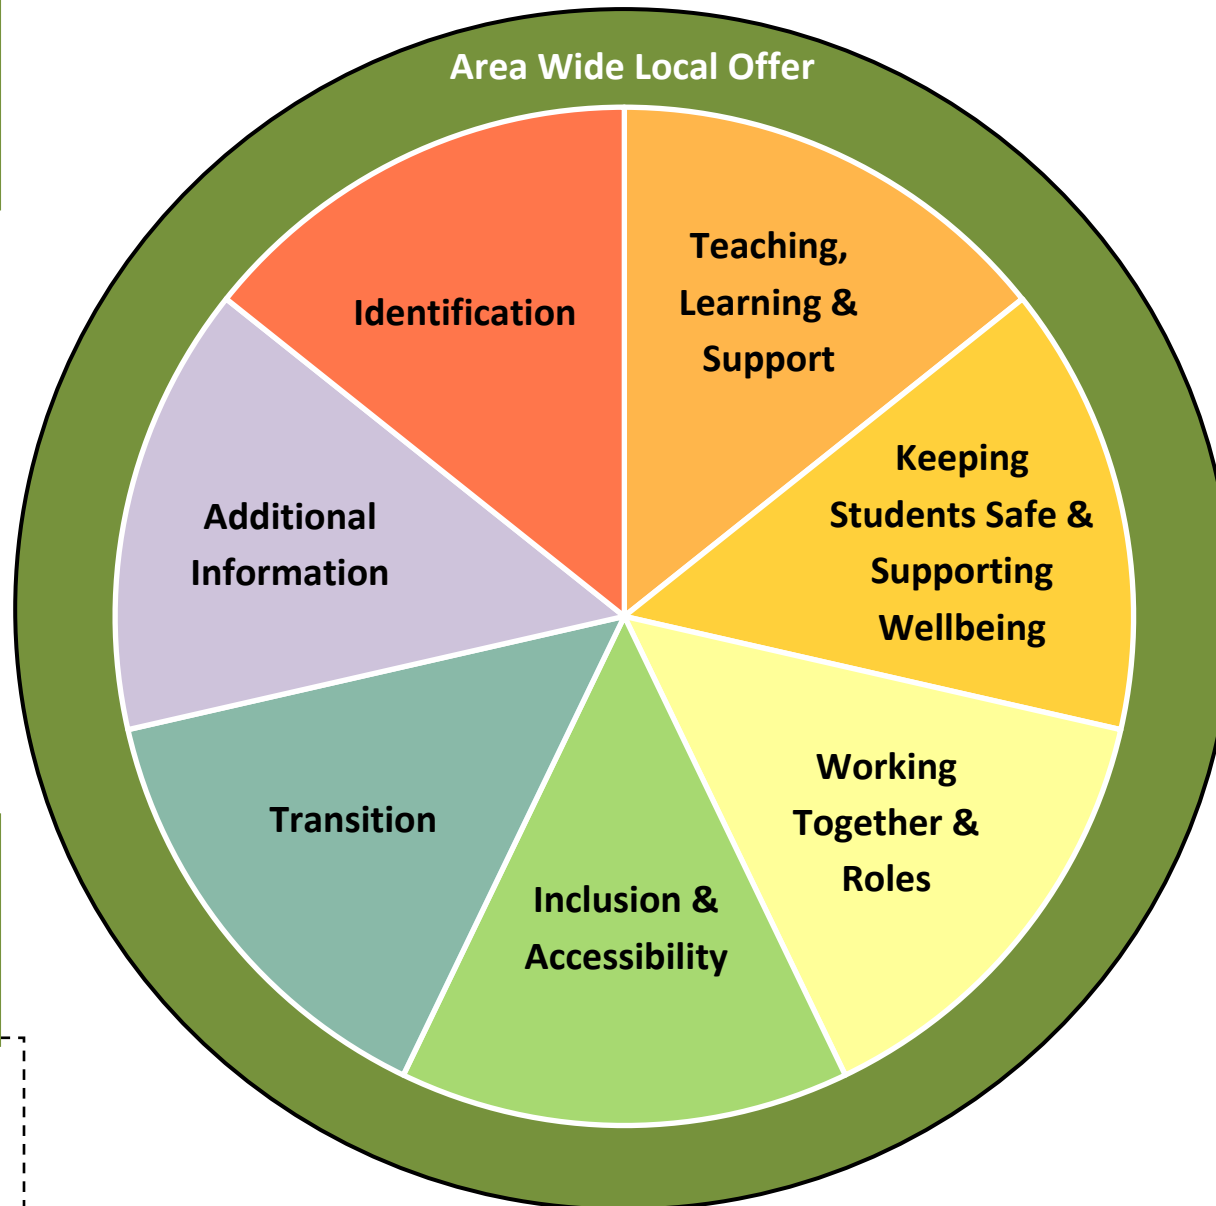 Area Wide Local Offer
Identification
Teaching,
Learning &
Support
Keeping
Students Safe &
Supporting
Wellbeing
Working
Together &
Roles
Inclusion &
Accessibility
Transition
Additional
Information